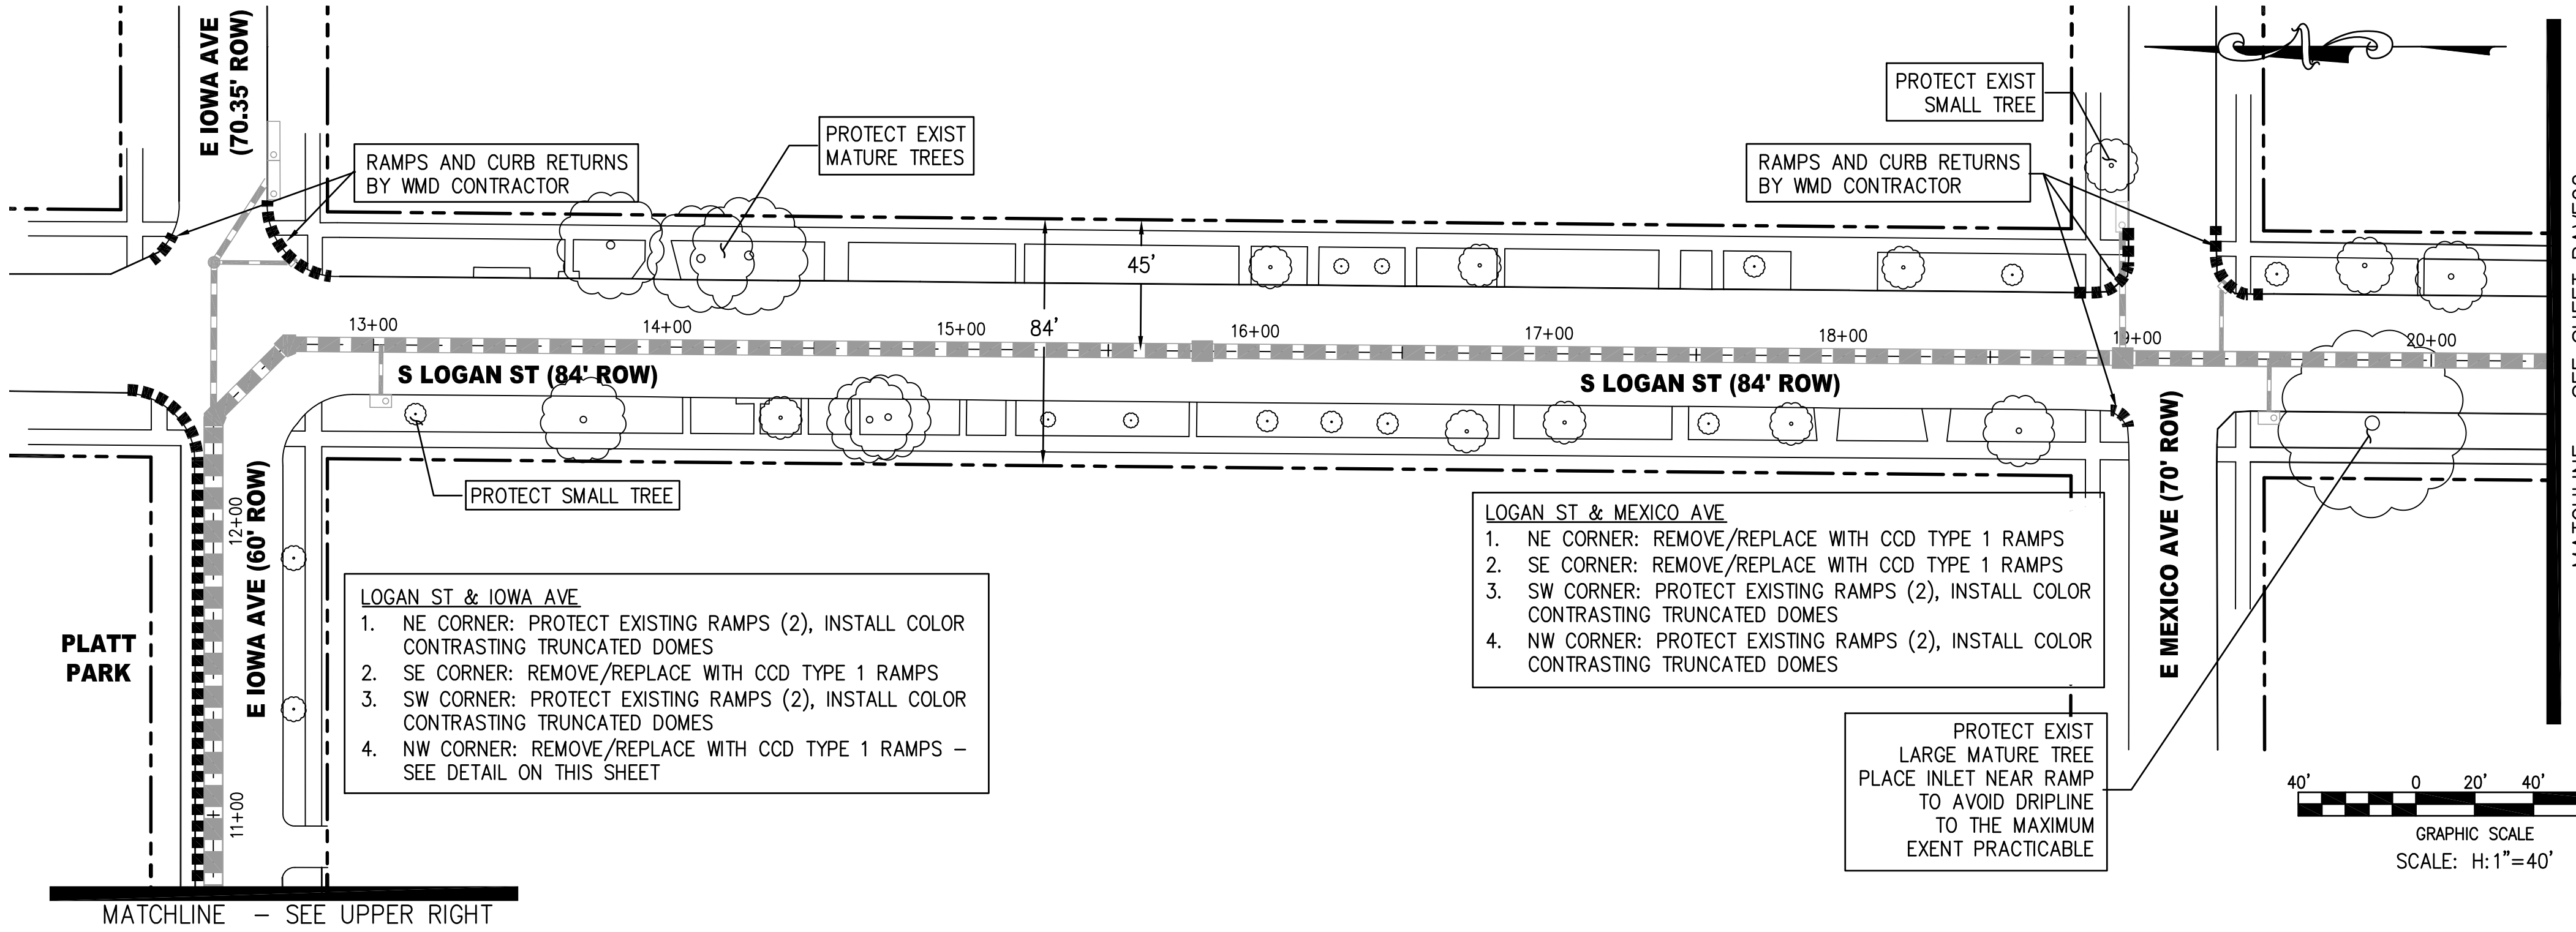 E IOWA AVE
(70.35' ROW)
RAMPS AND CURB RETURNS
BY WMD CONTRACTOR
PROTECT EXIST
MATURE TREES
PROTECT EXIST
SMALL TREE
RAMPS AND CURB RETURNS
BY WMD CONTRACTOR
N
45'
84'
13+00
14+00
15+00
16+00
17+00
18+00
19+00
20+00
S LOGAN ST (84' ROW)
S LOGAN ST (84' ROW)
PROTECT SMALL TREE
12+00
11+00
E IOWA AVE (60' ROW)
PLATT
PARK
LOGAN ST & IOWA AVE
1. NE CORNER: PROTECT EXISTING RAMPS (2), INSTALL COLOR
CONTRASTING TRUNCATED DOMES
2. SE CORNER: REMOVE/REPLACE WITH CCD TYPE 1 RAMPS
3. SW CORNER: PROTECT EXISTING RAMPS (2), INSTALL COLOR
CONTRASTING TRUNCATED DOMES
4. NW CORNER: REMOVE/REPLACE WITH CCD TYPE 1 RAMPS –
SEE DETAIL ON THIS SHEET
LOGAN ST & MEXICO AVE
1. NE CORNER: REMOVE/REPLACE WITH CCD TYPE 1 RAMPS
2. SE CORNER: REMOVE/REPLACE WITH CCD TYPE 1 RAMPS
3. SW CORNER: PROTECT EXISTING RAMPS (2), INSTALL COLOR
CONTRASTING TRUNCATED DOMES
4. NW CORNER: PROTECT EXISTING RAMPS (2), INSTALL COLOR
CONTRASTING TRUNCATED DOMES
E MEXICO AVE (70' ROW)
PROTECT EXIST
LARGE MATURE TREE
PLACE INLET NEAR RAMP
TO AVOID DRIPLINE
TO THE MAXIMUM
EXENT PRACTICABLE
40' 0 20' 40'
GRAPHIC SCALE
SCALE: H:1"=40'
MATCHLINE – SEE UPPER RIGHT